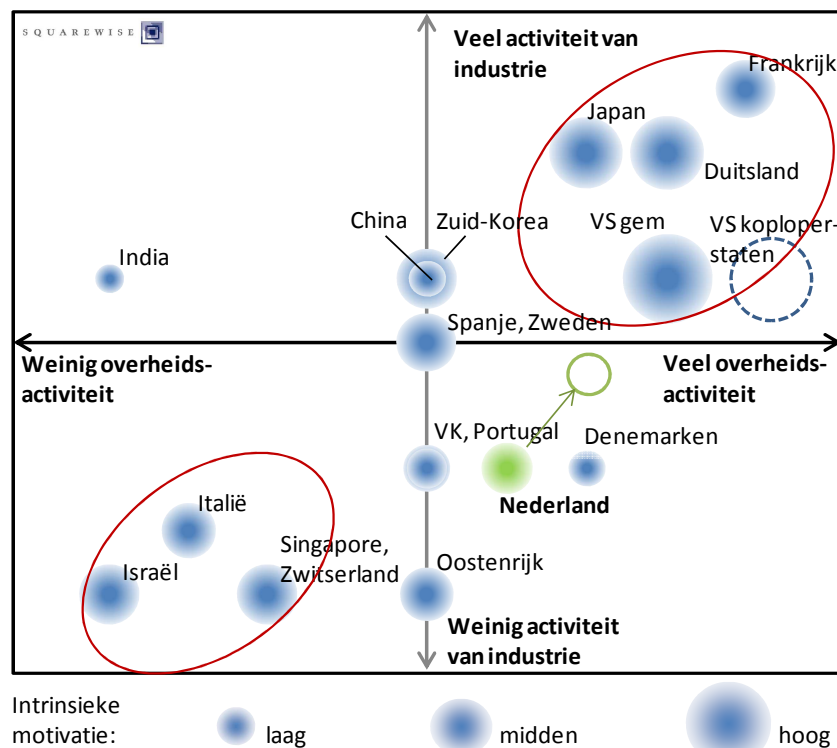 SQUAREWISE
Veel activiteit van
industrie
Frankrijk
Japan
Duitsland
China
Zuid-Korea
VS gem
VS koploper-
staten
India
Spanje, Zweden
Weinig overheids-
activiteit
Veel overheids-
activiteit
VK, Portugal
Denemarken
Nederland
Italië
Israël
Singapore,
Zwitserland
Oostenrijk
Weinig activiteit
van industrie
Intrinsieke
motivatie:
laag
midden
hoog